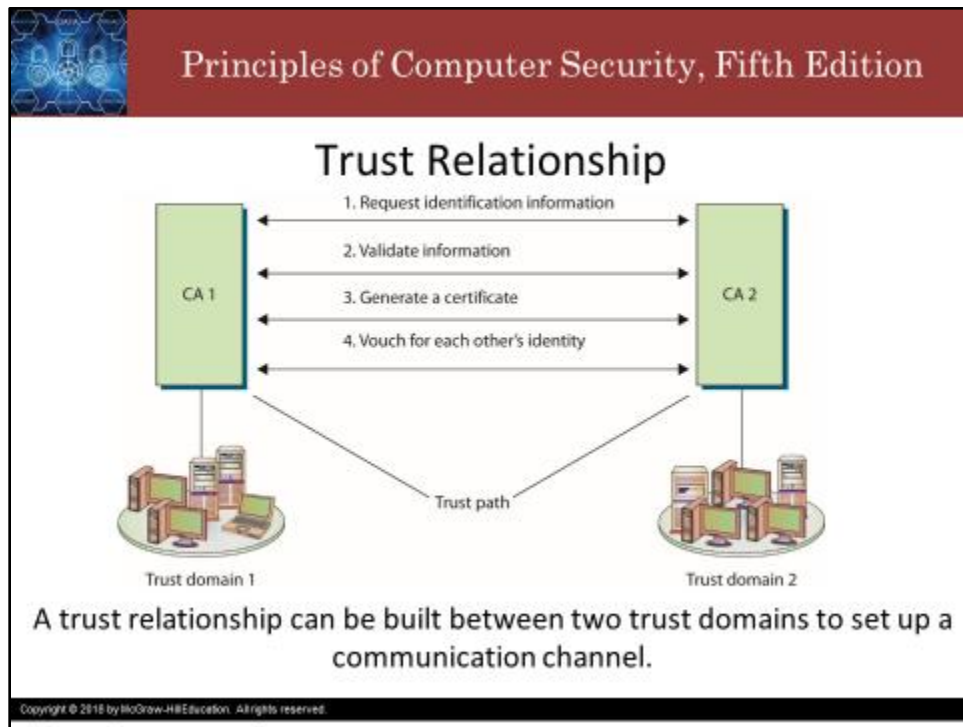 Principles of Computer Security, Fifth Edition
Trust Relationship
1. Request identification information
2. Validate information
3. Generate a certificate
4. Vouch for each other's identity
CA 1
CA 2
Trust path
Trust domain 1
Trust domain 2
A trust relationship can be built between two trust domains to set up a
communication channel.
Copyright © 2018 by McGraw-Hill Education. All rights reserved.